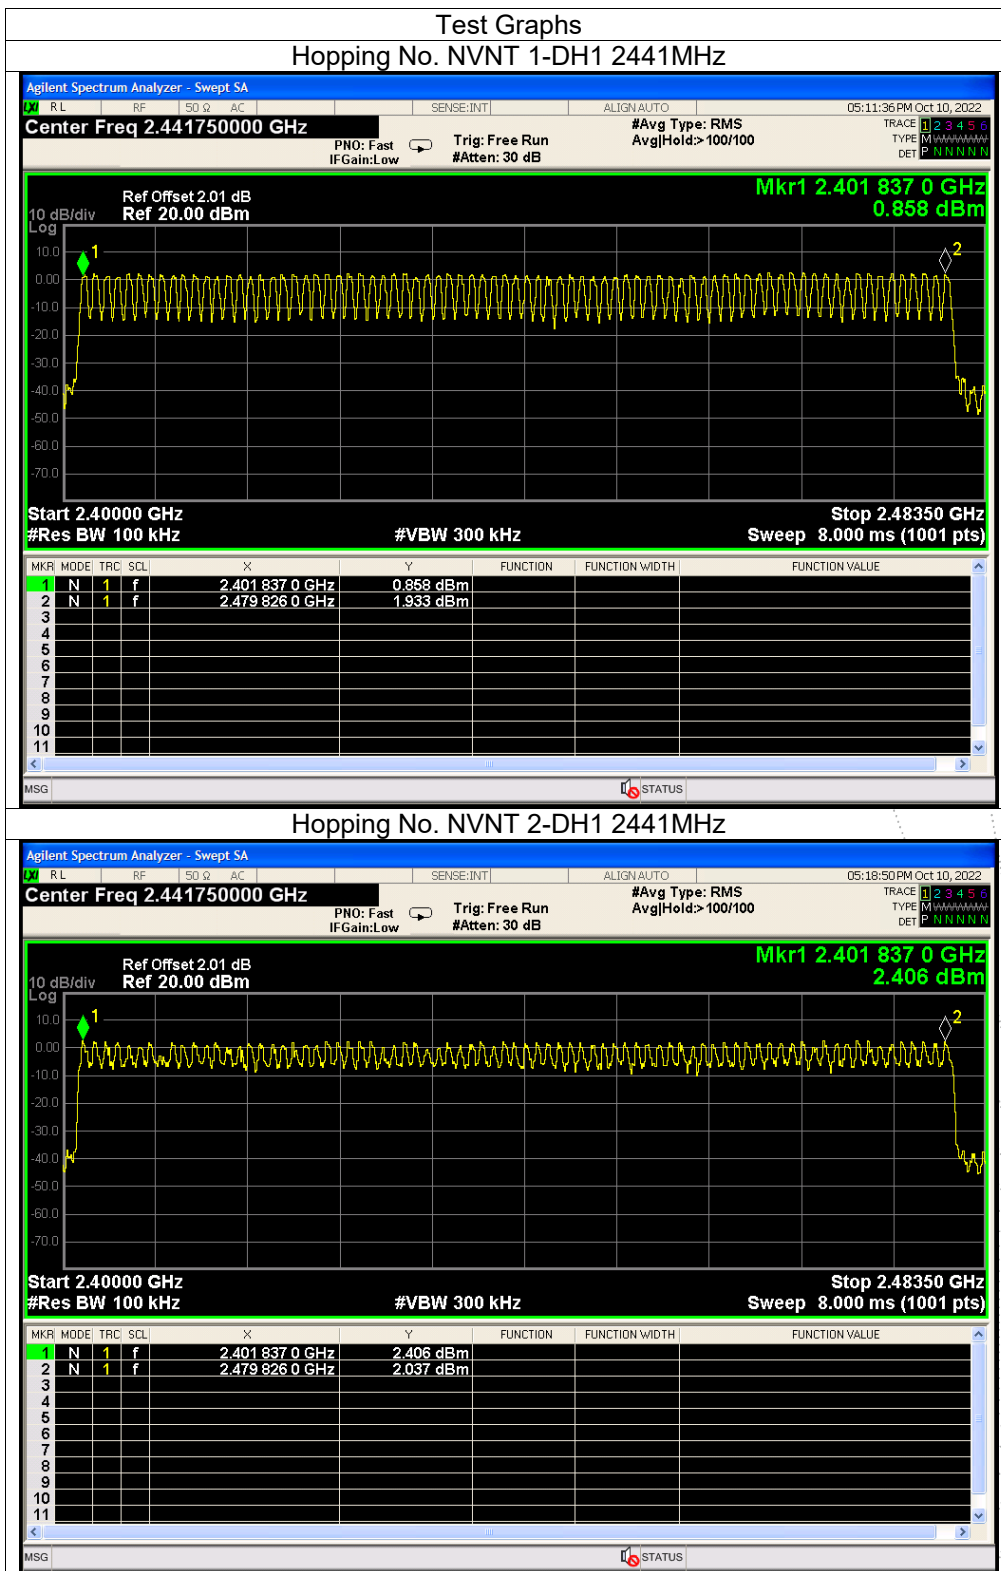 Test Graphs
Hopping No. NVNT 1-DH1 2441MHz
Agilent Spectrum Analyzer - Swept SA
LXI RL RF 50 Ω AC SENSE:INT ALIGN AUTO 05:11:36 PM Oct 10, 2022
Center Freq 2.441750000 GHz #Avg Type: RMS TRACE 1 2 3 4 5 6
PNO: Fast Trig: Free Run Avg|Hold:> 100/100 TYPE M
IFGain:Low #Atten: 30 dB DET P N N N N N
Mkr1 2.401 837 0 GHz
Ref Offset 2.01 dB
10 dB/div Ref 20.00 dBm 0.858 dBm
Log
10.0
1
2
0.00
-10.0
-20.0
-30.0
-40.0
-50.0
-60.0
-70.0
Start 2.40000 GHz Stop 2.48350 GHz
#Res BW 100 kHz #VBW 300 kHz Sweep 8.000 ms (1001 pts)
MKR MODE TRC SCL X Y FUNCTION FUNCTION WIDTH FUNCTION VALUE
1 N 1 f 2.401 837 0 GHz 0.858 dBm
2 N 1 f 2.479 826 0 GHz 1.933 dBm
3
4
5
6
7
8
9
10
11
MSG STATUS
Hopping No. NVNT 2-DH1 2441MHz
Agilent Spectrum Analyzer - Swept SA
LXI RL RF 50 Ω AC SENSE:INT ALIGN AUTO 05:18:50 PM Oct 10, 2022
Center Freq 2.441750000 GHz #Avg Type: RMS TRACE 1 2 3 4 5 6
PNO: Fast Trig: Free Run Avg|Hold:> 100/100 TYPE M
IFGain:Low #Atten: 30 dB DET P N N N N N
Mkr1 2.401 837 0 GHz
Ref Offset 2.01 dB
10 dB/div Ref 20.00 dBm 2.406 dBm
Log
10.0
1
2
0.00
-10.0
-20.0
-30.0
-40.0
-50.0
-60.0
-70.0
Start 2.40000 GHz Stop 2.48350 GHz
#Res BW 100 kHz #VBW 300 kHz Sweep 8.000 ms (1001 pts)
MKR MODE TRC SCL X Y FUNCTION FUNCTION WIDTH FUNCTION VALUE
1 N 1 f 2.401 837 0 GHz 2.406 dBm
2 N 1 f 2.479 826 0 GHz 2.037 dBm
3
4
5
6
7
8
9
10
11
MSG STATUS